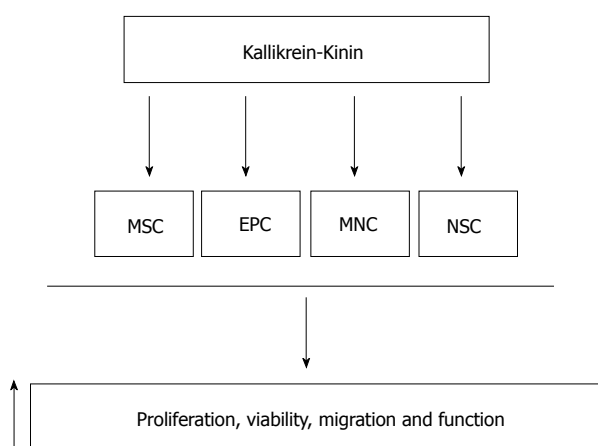 Kallikrein-Kinin
MSC
EPC
MNC
NSC
Proliferation, viability, migration and function